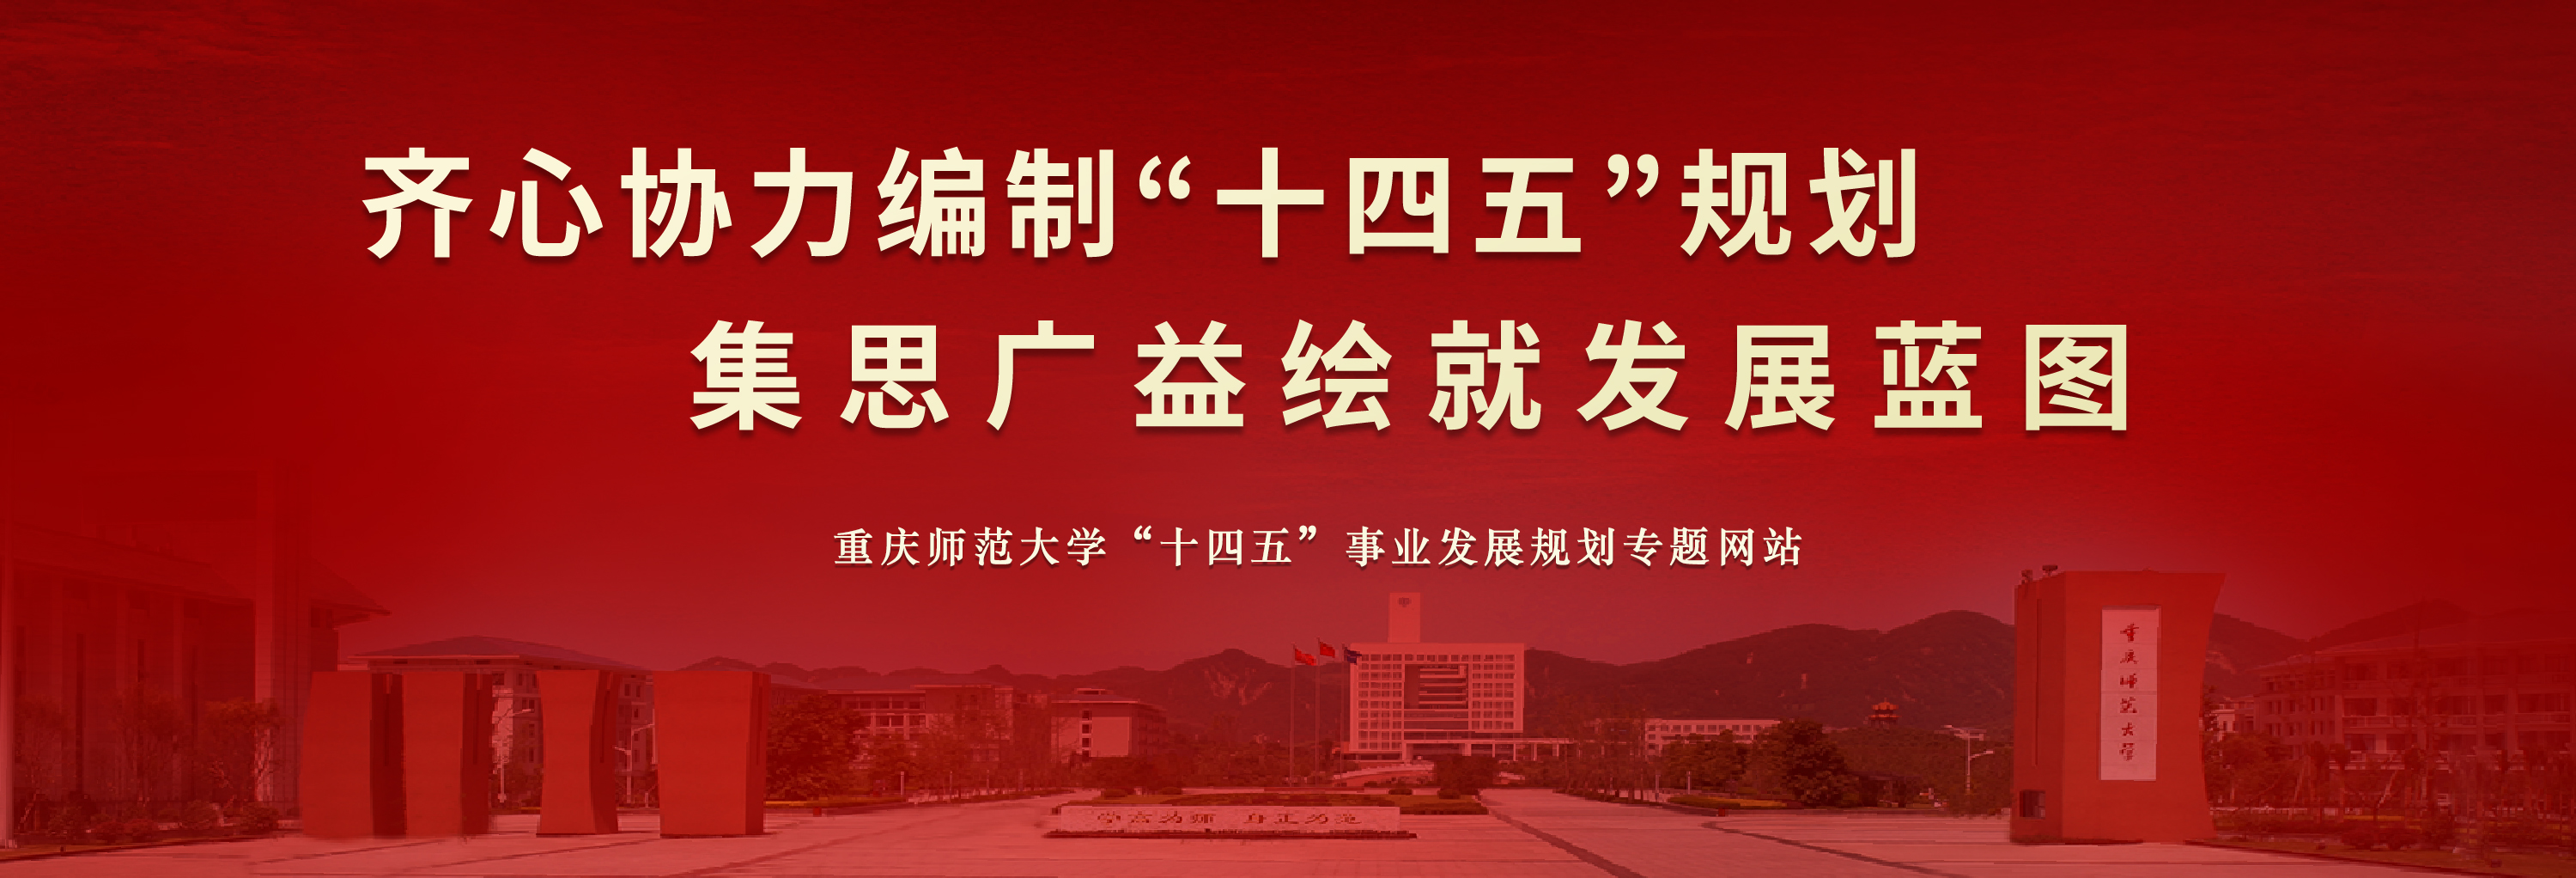 齐心协力编制“十四五”规划
集思广益绘就发展蓝图
重庆师范大学“十四五”事业发展规划专题网站
重庆师范大学
学高为师 身正为范